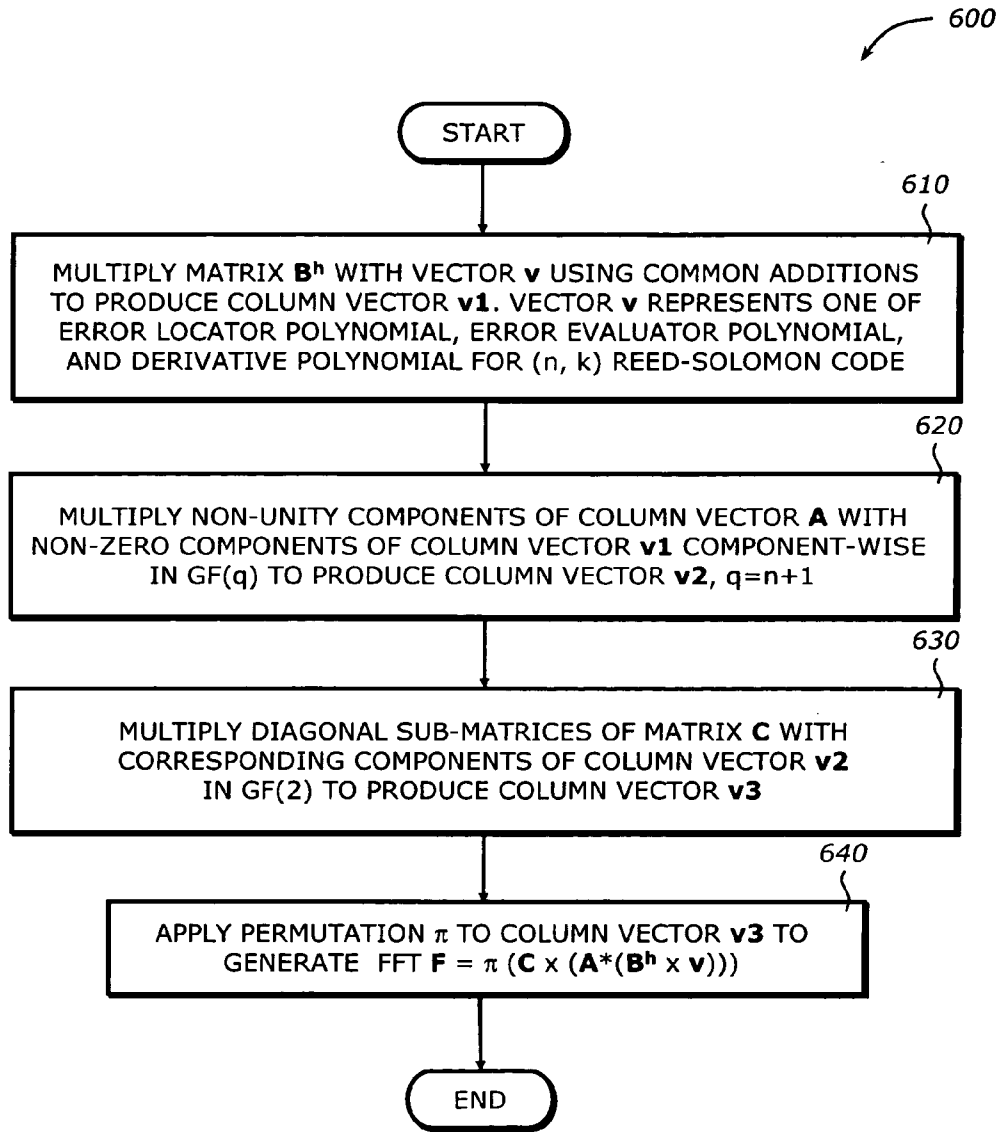 600
START
610
MULTIPLY MATRIX Bʰ WITH VECTOR v USING COMMON ADDITIONS
TO PRODUCE COLUMN VECTOR v1. VECTOR v REPRESENTS ONE OF
ERROR LOCATOR POLYNOMIAL, ERROR EVALUATOR POLYNOMIAL,
AND DERIVATIVE POLYNOMIAL FOR (n, k) REED-SOLOMON CODE
620
MULTIPLY NON-UNITY COMPONENTS OF COLUMN VECTOR A WITH
NON-ZERO COMPONENTS OF COLUMN VECTOR v1 COMPONENT-WISE
IN GF(q) TO PRODUCE COLUMN VECTOR v2, q=n+1
630
MULTIPLY DIAGONAL SUB-MATRICES OF MATRIX C WITH
CORRESPONDING COMPONENTS OF COLUMN VECTOR v2
IN GF(2) TO PRODUCE COLUMN VECTOR v3
640
APPLY PERMUTATION π TO COLUMN VECTOR v3 TO
GENERATE FFT F = π (C x (A*(Bʰ x v)))
END